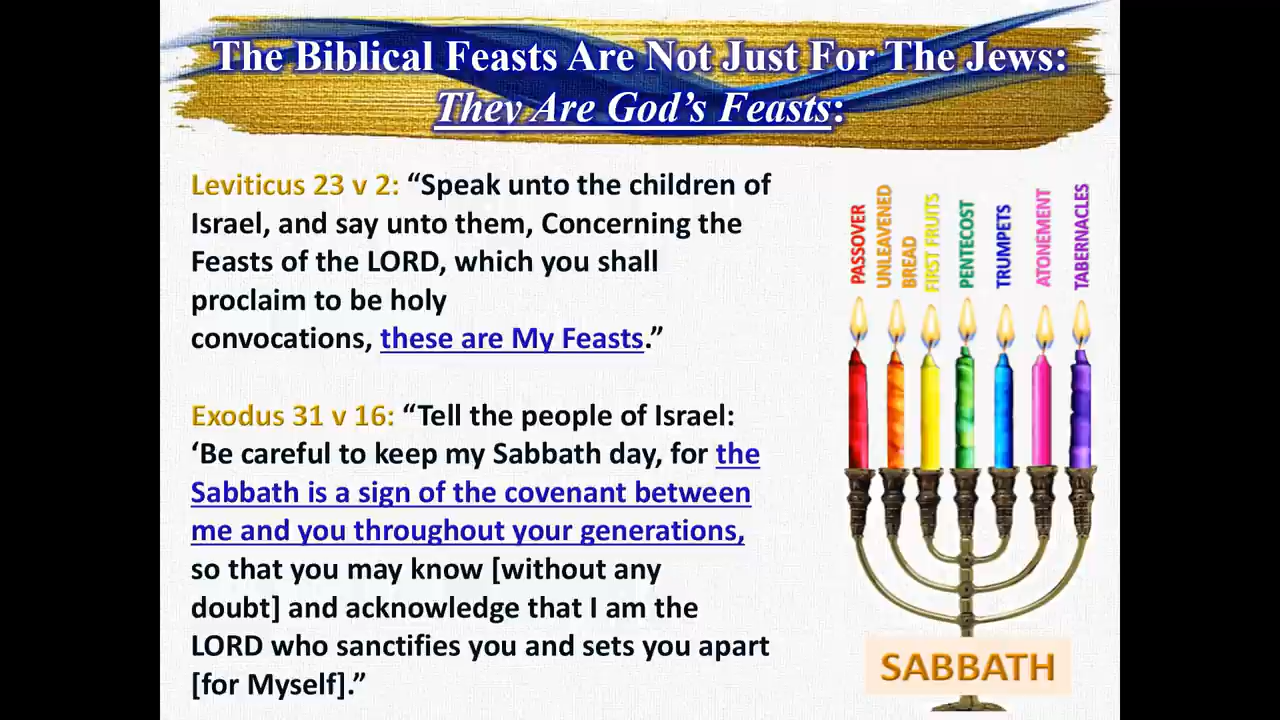 The Biblical Feasts Are Not Just For The Jews:
They Are God’s Feasts:
Leviticus 23 v 2: “Speak unto the children of
Israel, and say unto them, Concerning the
Feasts of the LORD, which you shall
proclaim to be holy
convocations, these are My Feasts.”
Exodus 31 v 16: “Tell the people of Israel:
‘Be careful to keep my Sabbath day, for the
Sabbath is a sign of the covenant between
me and you throughout your generations,
so that you may know [without any
doubt] and acknowledge that I am the
LORD who sanctifies you and sets you apart
[for Myself].”
PASSOVER
UNLEAVENED
BREAD
FIRST FRUITS
PENTECOST
TRUMPETS
ATONEMENT
TABERNACLES
SABBATH